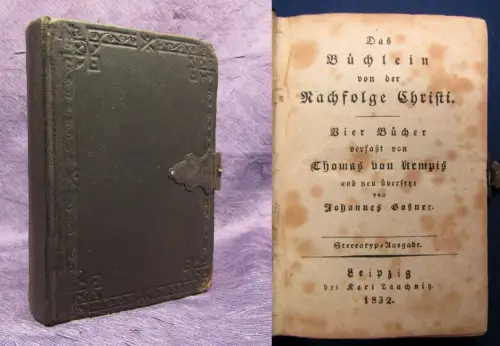 Das
Büchlein
von der
Nachfolge Christi.
Vier Bücher
verfaßt von
Thomas von Kempis
und neu übersetzt
von
Johannes Goßner.
Stereotyp-Ausgabe.
Leipzig
bei Karl Tauchnitz.
1832.